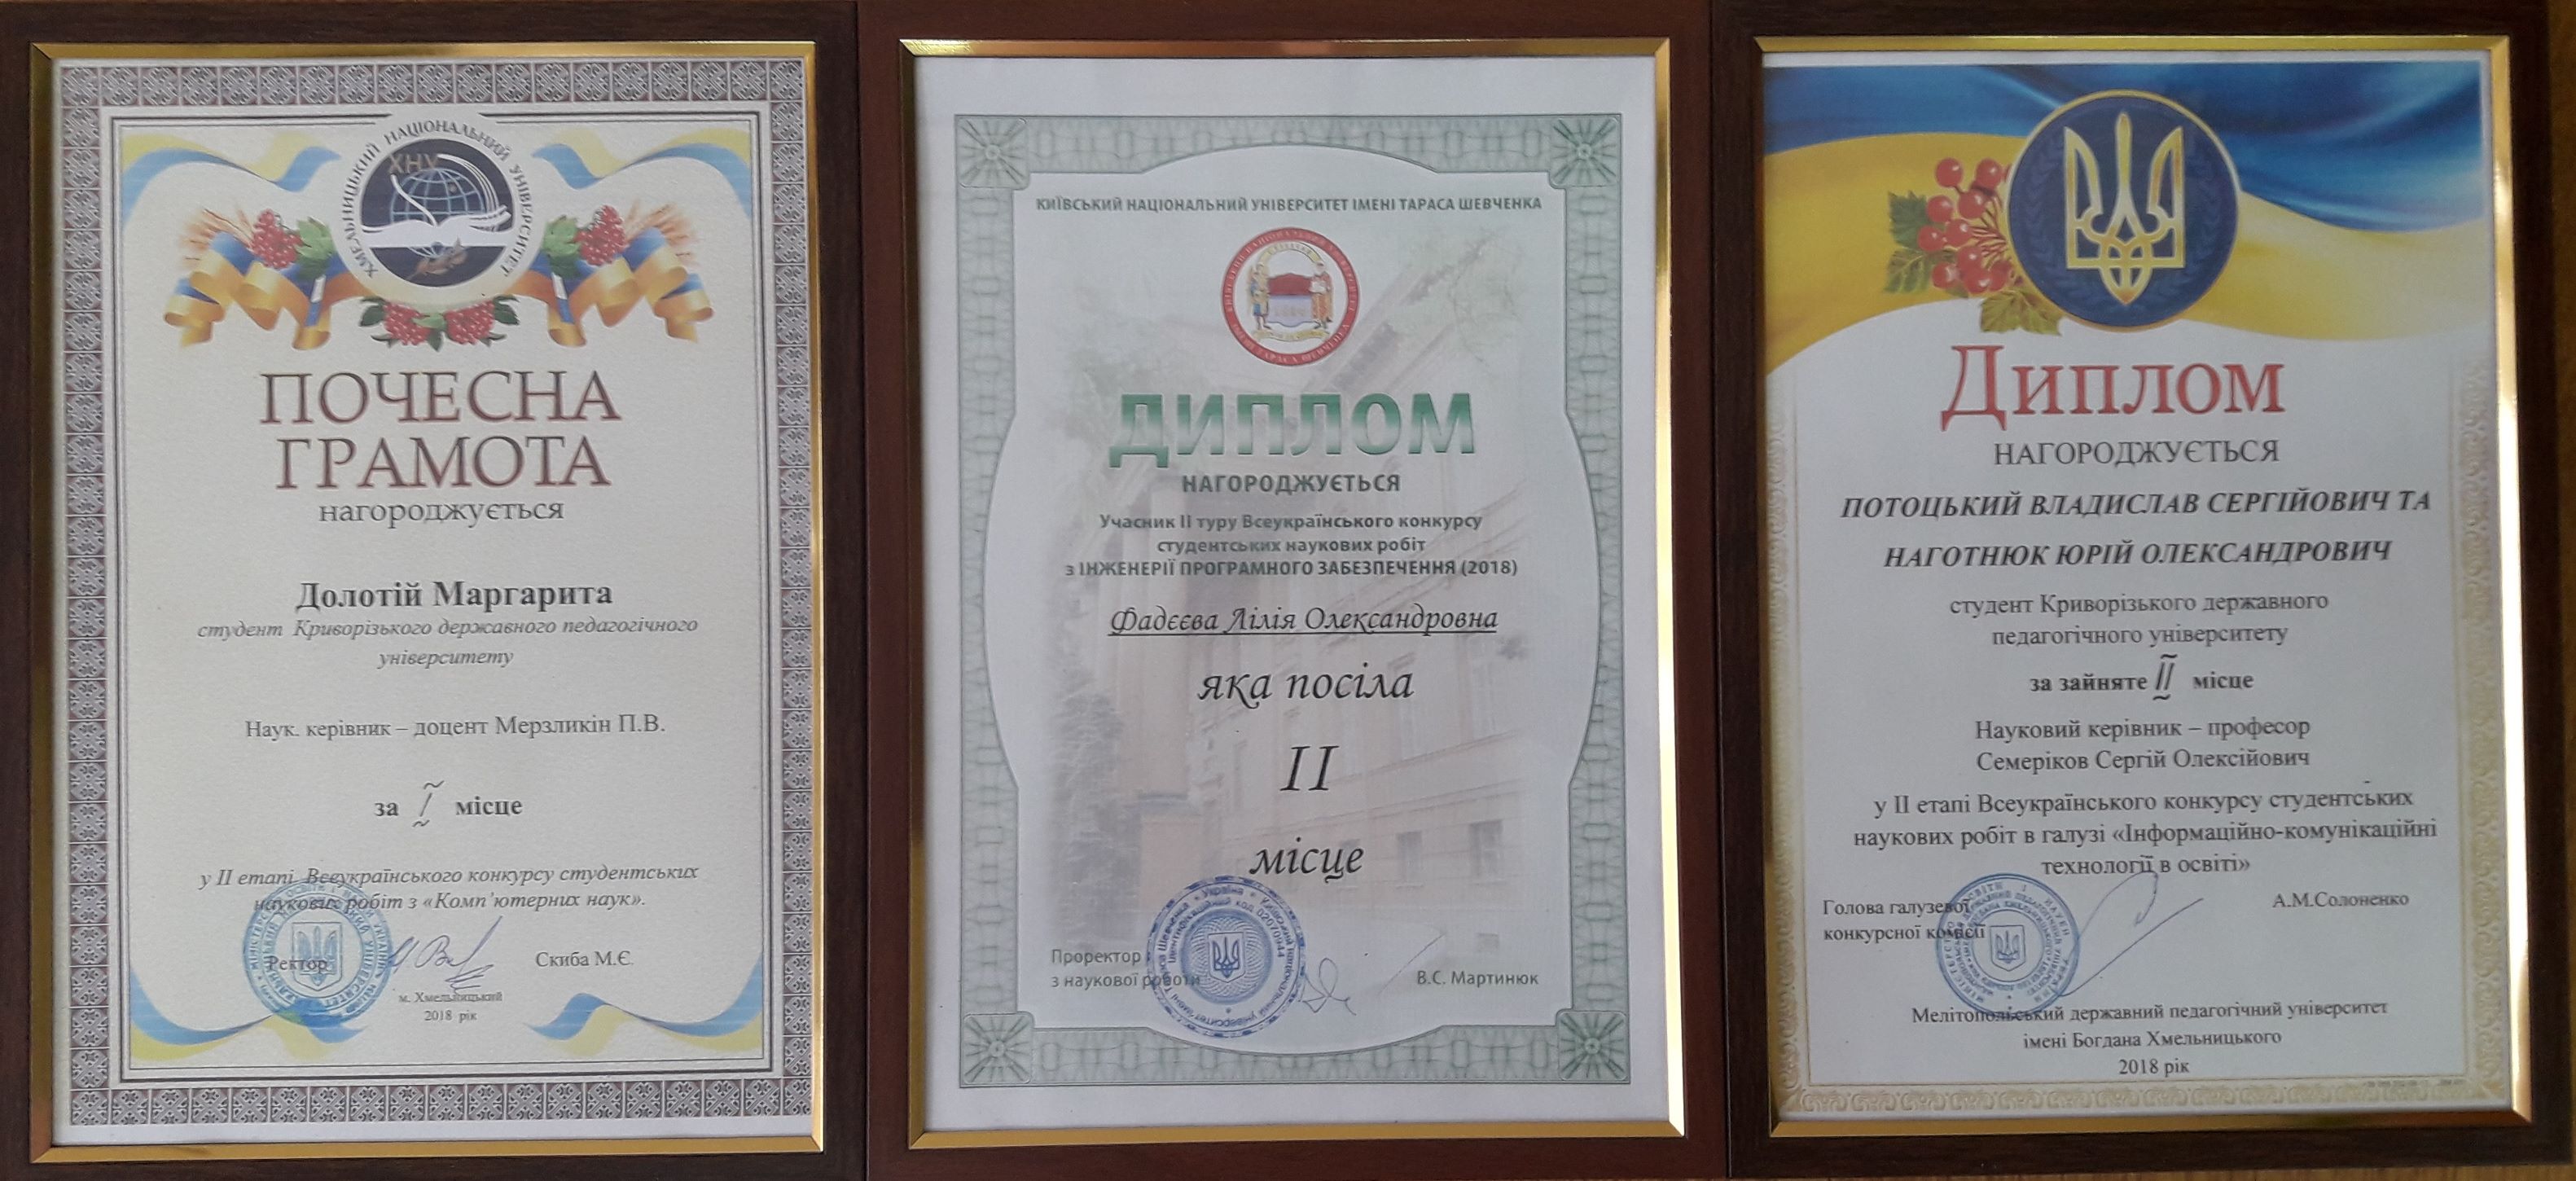 ХМЕЛЬНИЦЬКИЙ НАЦІОНАЛЬНИЙ УНІВЕРСИТЕТ
ХНУ
ПОЧЕСНА
ГРАМОТА
нагороджується
Долотій Маргарита
студент Криворізького державного педагогічного
університету
Наук. керівник – доцент Мерзликін П.В.
за I місце
у II етапі Всеукраїнського конкурсу студентських
наукових робіт з «Комп'ютерних наук».
Ректор
Скиба М.Є.
м. Хмельницький
2018 рік
КИЇВСЬКИЙ НАЦІОНАЛЬНИЙ УНІВЕРСИТЕТ ІМЕНІ ТАРАСА ШЕВЧЕНКА
ДИПЛОМ
НАГОРОДЖУЄТЬСЯ
Учасник II туру Всеукраїнського конкурсу
студентських наукових робіт
з ІНЖЕНЕРІЇ ПРОГРАМНОГО ЗАБЕЗПЕЧЕННЯ (2018)
Фадєєва Лілія Олександровна
яка посіла
II
місце
Проректор
з наукової роботи
В.С. Мартинюк
Україна
ідентифікаційний код 02070944
Диплом
НАГОРОДЖУЄТЬСЯ
ПОТОЦЬКИЙ ВЛАДИСЛАВ СЕРГІЙОВИЧ ТА
НАГОТНЮК ЮРІЙ ОЛЕКСАНДРОВИЧ
студент Криворізького державного
педагогічного університету
за зайняте II місце
Науковий керівник – професор
Семеріков Сергій Олексійович
у II етапі Всеукраїнського конкурсу студентських
наукових робіт в галузі «Інформаційно-комунікаційні
технології в освіті»
Голова галузевої
конкурсної комісії
А.М.Солоненко
Мелітопольський державний педагогічний університет
імені Богдана Хмельницького
2018 рік